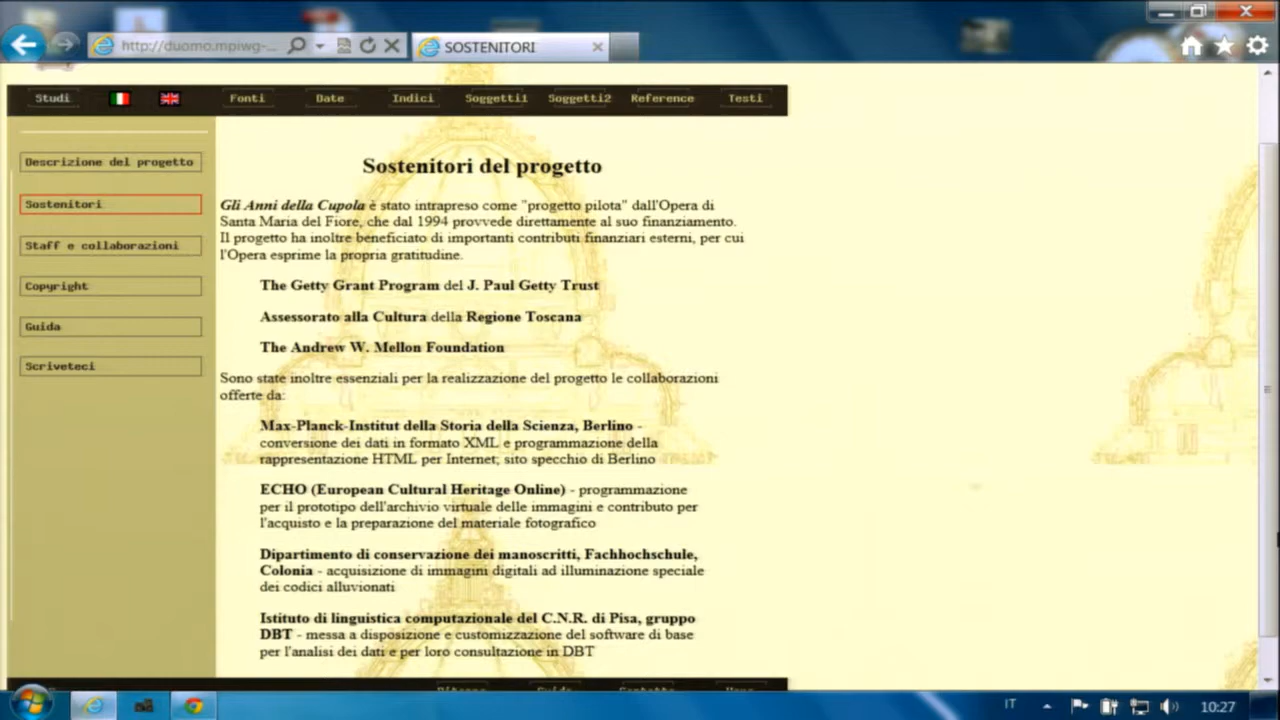 http://duomo.mpiwg-...
SOSTENITORI
Studi
Fonti
Date
Indici
Soggetti1
Soggetti2
Reference
Testi
Descrizione del progetto
Sostenitori
Staff e collaborazioni
Copyright
Guida
Scriveteci
Sostenitori del progetto
Gli Anni della Cupola è stato intrapreso come "progetto pilota" dall'Opera di
Santa Maria del Fiore, che dal 1994 provvede direttamente al suo finanziamento.
Il progetto ha inoltre beneficiato di importanti contributi finanziari esterni, per cui
l'Opera esprime la propria gratitudine.
The Getty Grant Program del J. Paul Getty Trust
Assessorato alla Cultura della Regione Toscana
The Andrew W. Mellon Foundation
Sono state inoltre essenziali per la realizzazione del progetto le collaborazioni
offerte da:
Max-Planck-Institut della Storia della Scienza, Berlino -
conversione dei dati in formato XML e programmazione della
rappresentazione HTML per Internet; sito specchio di Berlino
ECHO (European Cultural Heritage Online) - programmazione
per il prototipo dell'archivio virtuale delle immagini e contributo per
l'acquisto e la preparazione del materiale fotografico
Dipartimento di conservazione dei manoscritti, Fachhochschule,
Colonia - acquisizione di immagini digitali ad illuminazione speciale
dei codici alluvionati
Istituto di linguistica computazionale del C.N.R. di Pisa, gruppo
DBT - messa a disposizione e customizzazione del software di base
per l'analisi dei dati e per loro consultazione in DBT
IT
10:27